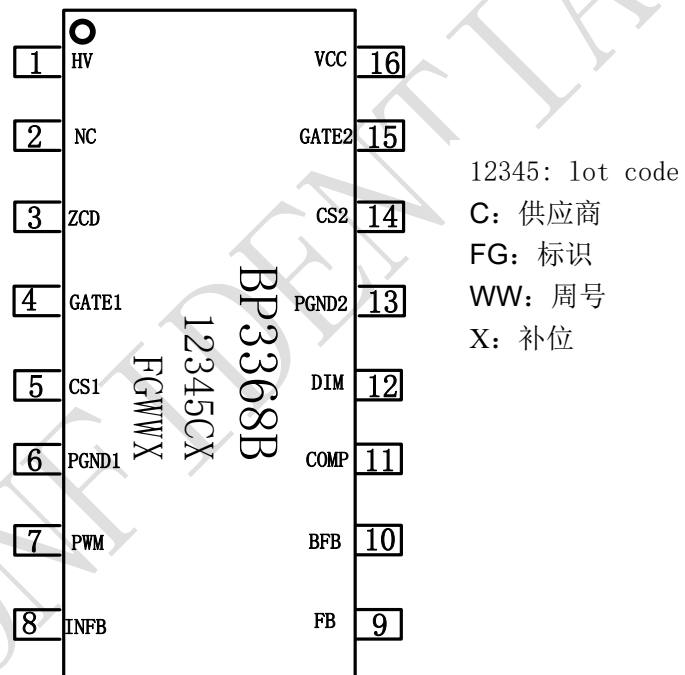 1 HV
2 NC
3 ZCD
4 GATE1
5 CS1
6 PGND1
7 PWM
8 INFB
BP3368B
12345CX
FGWWX
VCC 16
GATE2 15
CS2 14
PGND2 13
DIM 12
COMP 11
BFB 10
FB 9
12345: lot code
C：供应商
FG：标识
WW：周号
X：补位
ONFIDENTIA